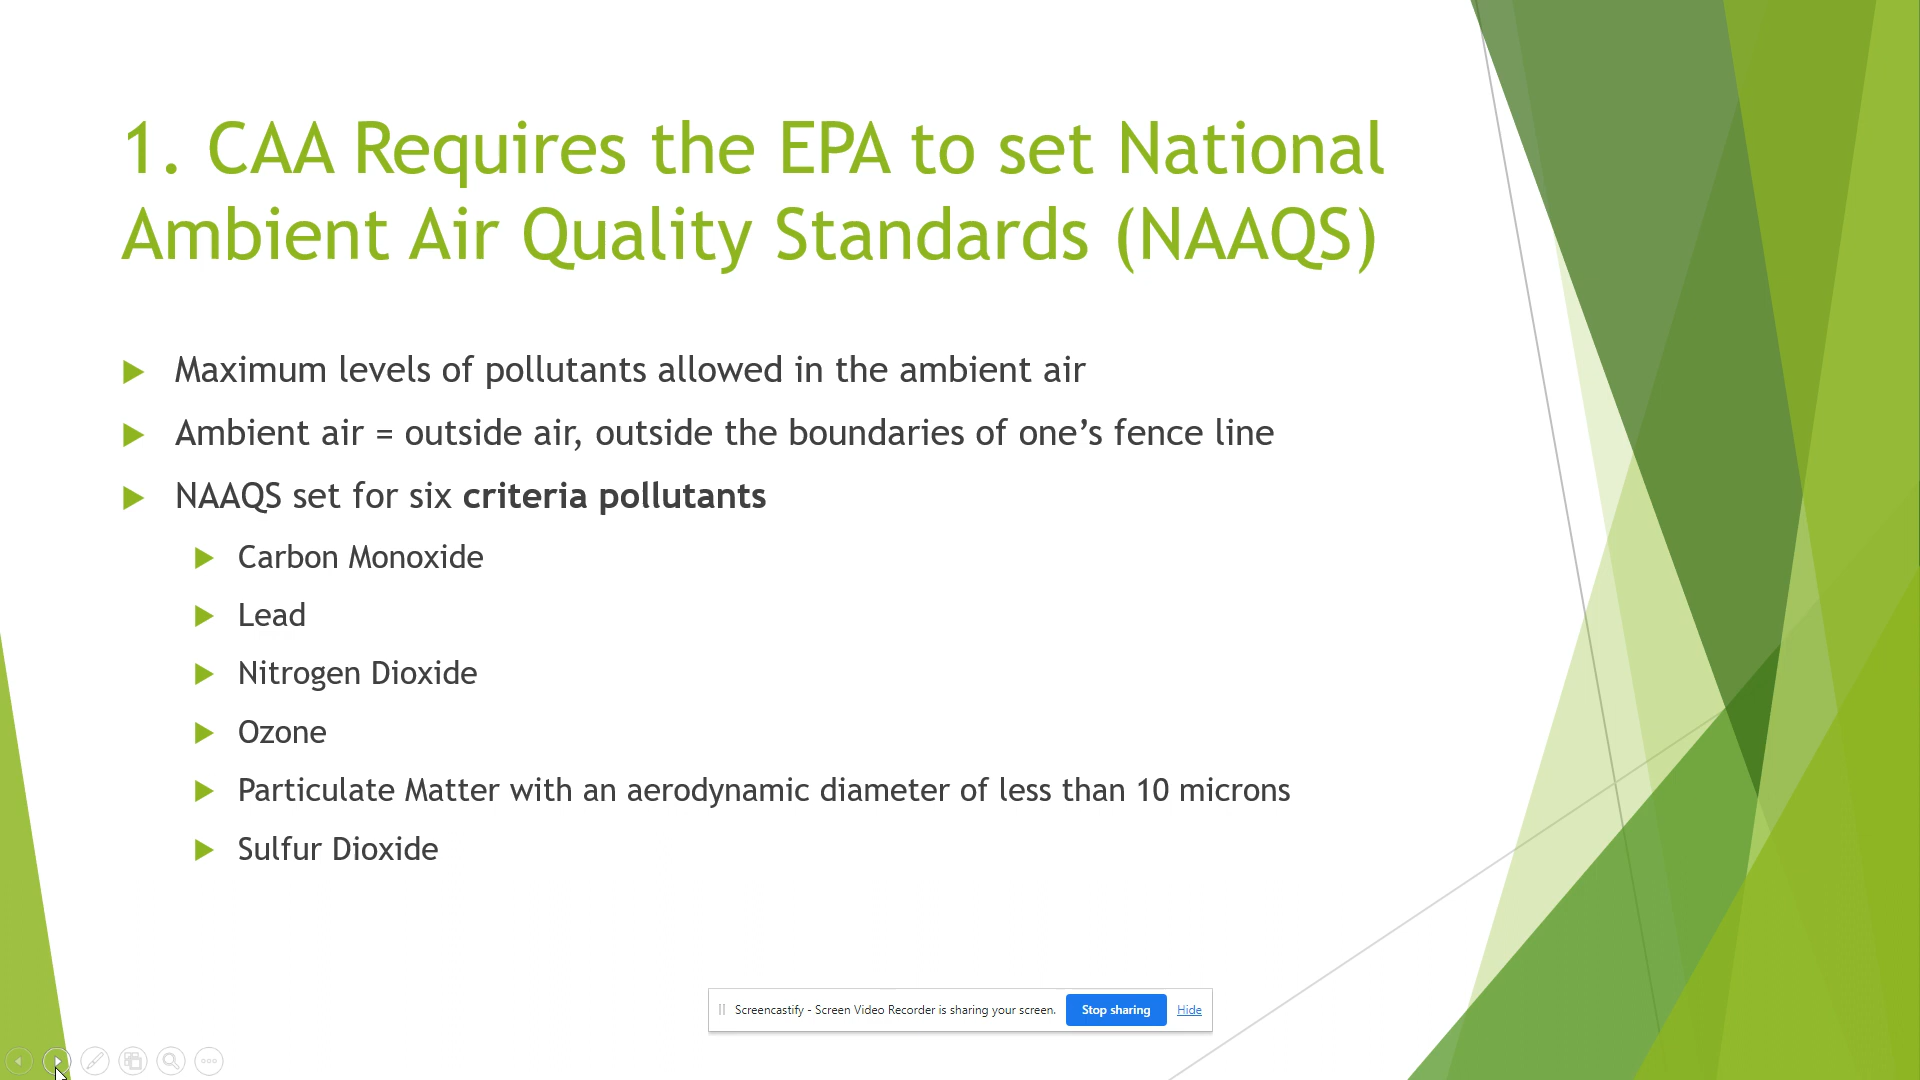 1. CAA Requires the EPA to set National
Ambient Air Quality Standards (NAAQS)
Maximum levels of pollutants allowed in the ambient air
Ambient air = outside air, outside the boundaries of one’s fence line
NAAQS set for six criteria pollutants
Carbon Monoxide
Lead
Nitrogen Dioxide
Ozone
Particulate Matter with an aerodynamic diameter of less than 10 microns
Sulfur Dioxide
Screencastify - Screen Video Recorder is sharing your screen. Stop sharing Hide